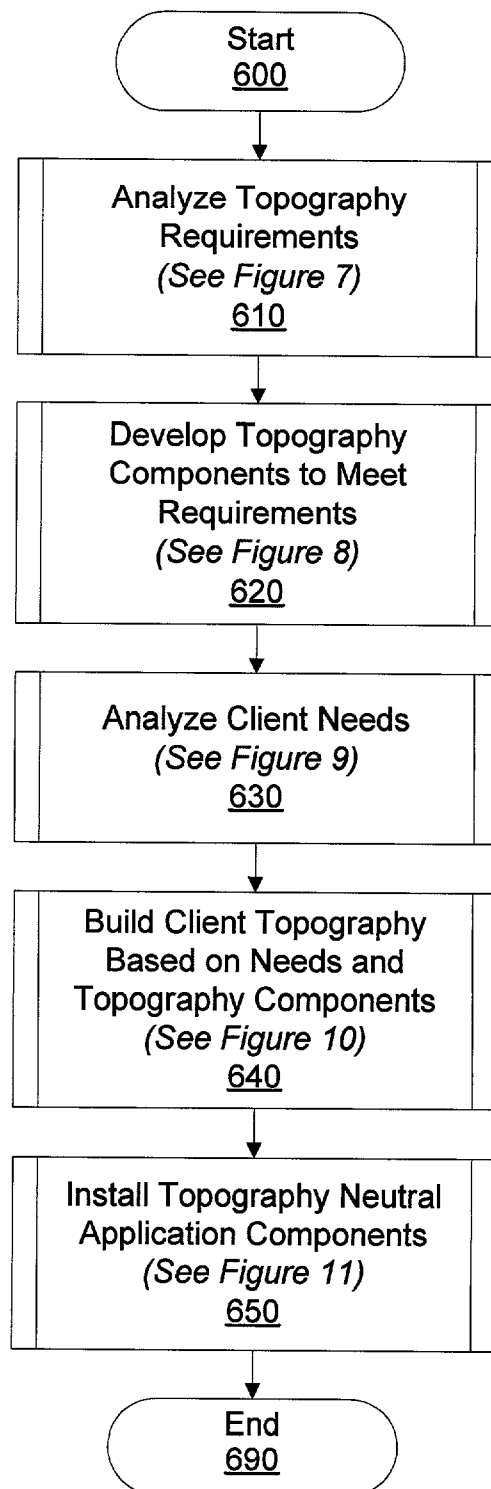 Start
600
Analyze Topography
Requirements
(See Figure 7)
610
Develop Topography
Components to Meet
Requirements
(See Figure 8)
620
Analyze Client Needs
(See Figure 9)
630
Build Client Topography
Based on Needs and
Topography Components
(See Figure 10)
640
Install Topography Neutral
Application Components
(See Figure 11)
650
End
690